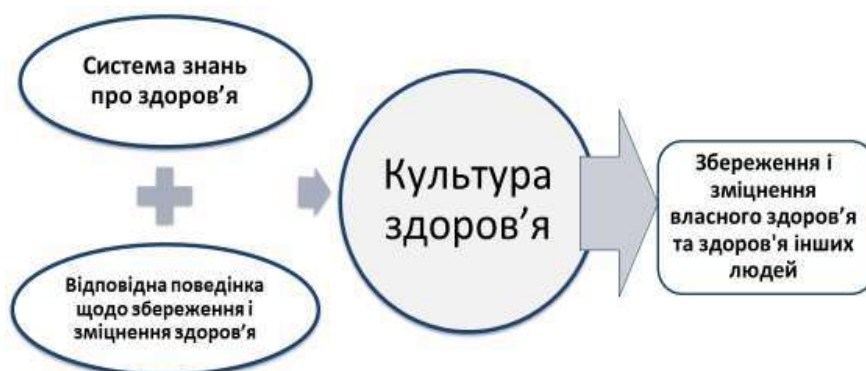 Система знань
про здоров’я
Відповідна поведінка
щодо збереження і
зміцнення здоров’я
Культура
здоров’я
Збереження і
зміцнення
власного здоров’я
та здоров'я інших
людей